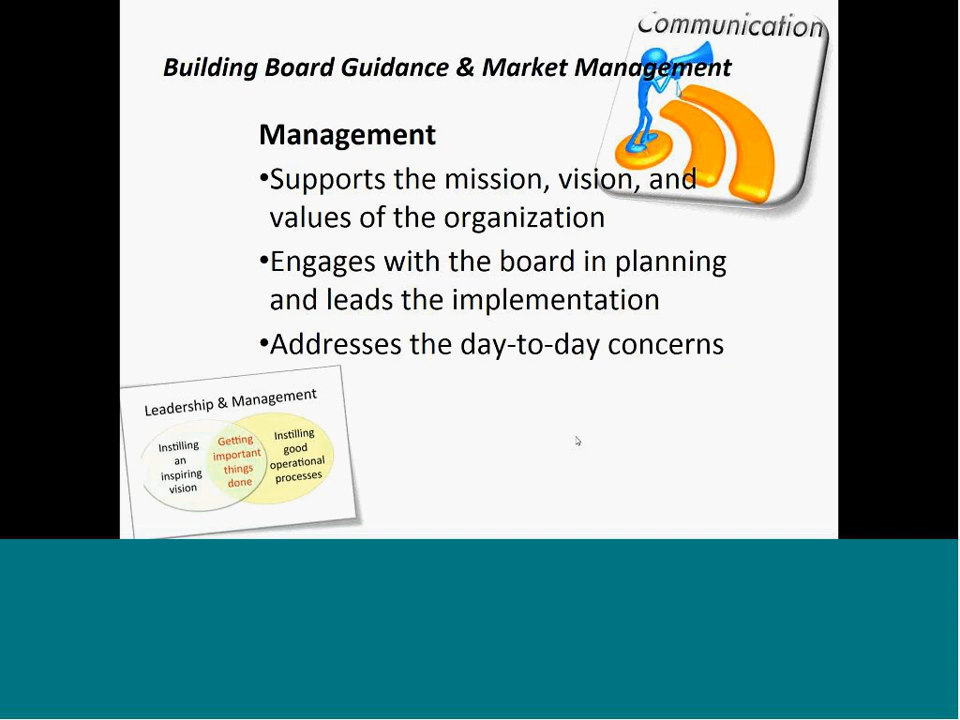 Communication
Building Board Guidance & Market Management
Management
•Supports the mission, vision, and
values of the organization
•Engages with the board in planning
and leads the implementation
•Addresses the day-to-day concerns
Leadership & Management
Instilling
an
inspiring
vision
Getting
important
things
done
Instilling
good
operational
processes